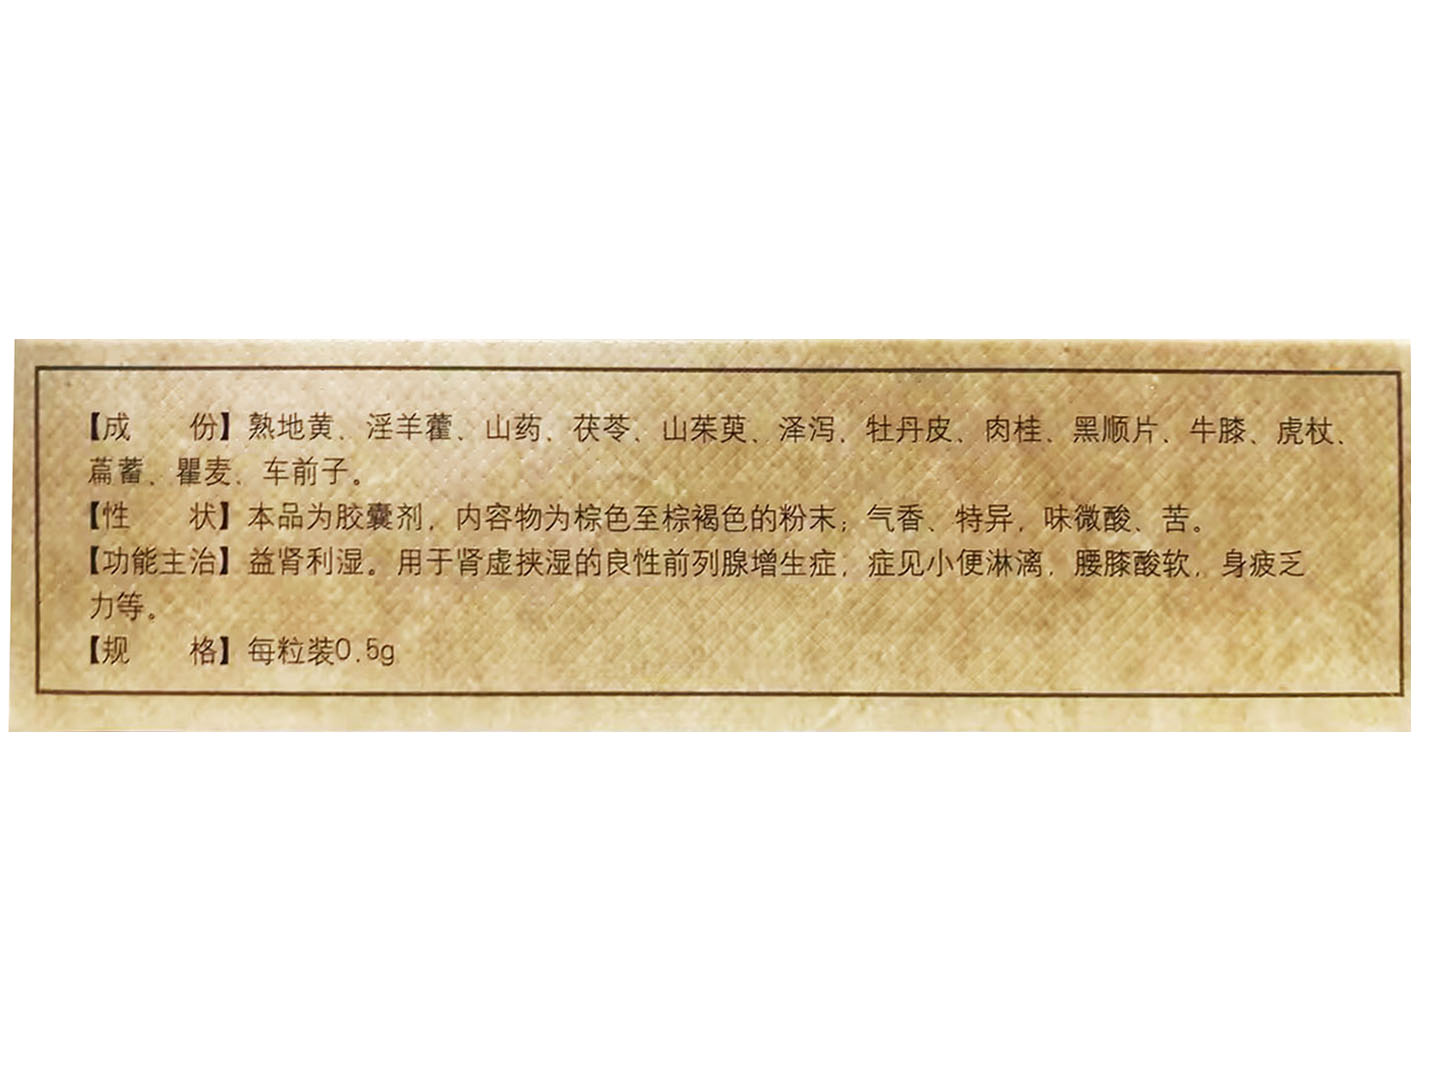 【成　　份】熟地黄、淫羊藿、山药、茯苓、山茱萸、泽泻、牡丹皮、肉桂、黑顺片、牛膝、虎杖、
萹蓄、瞿麦、车前子。
【性　　状】本品为胶囊剂，内容物为棕色至棕褐色的粉末；气香、特异，味微酸、苦。
【功能主治】益肾利湿。用于肾虚挟湿的良性前列腺增生症，症见小便淋漓，腰膝酸软，身疲乏
力等。
【规　　格】每粒装0.5g